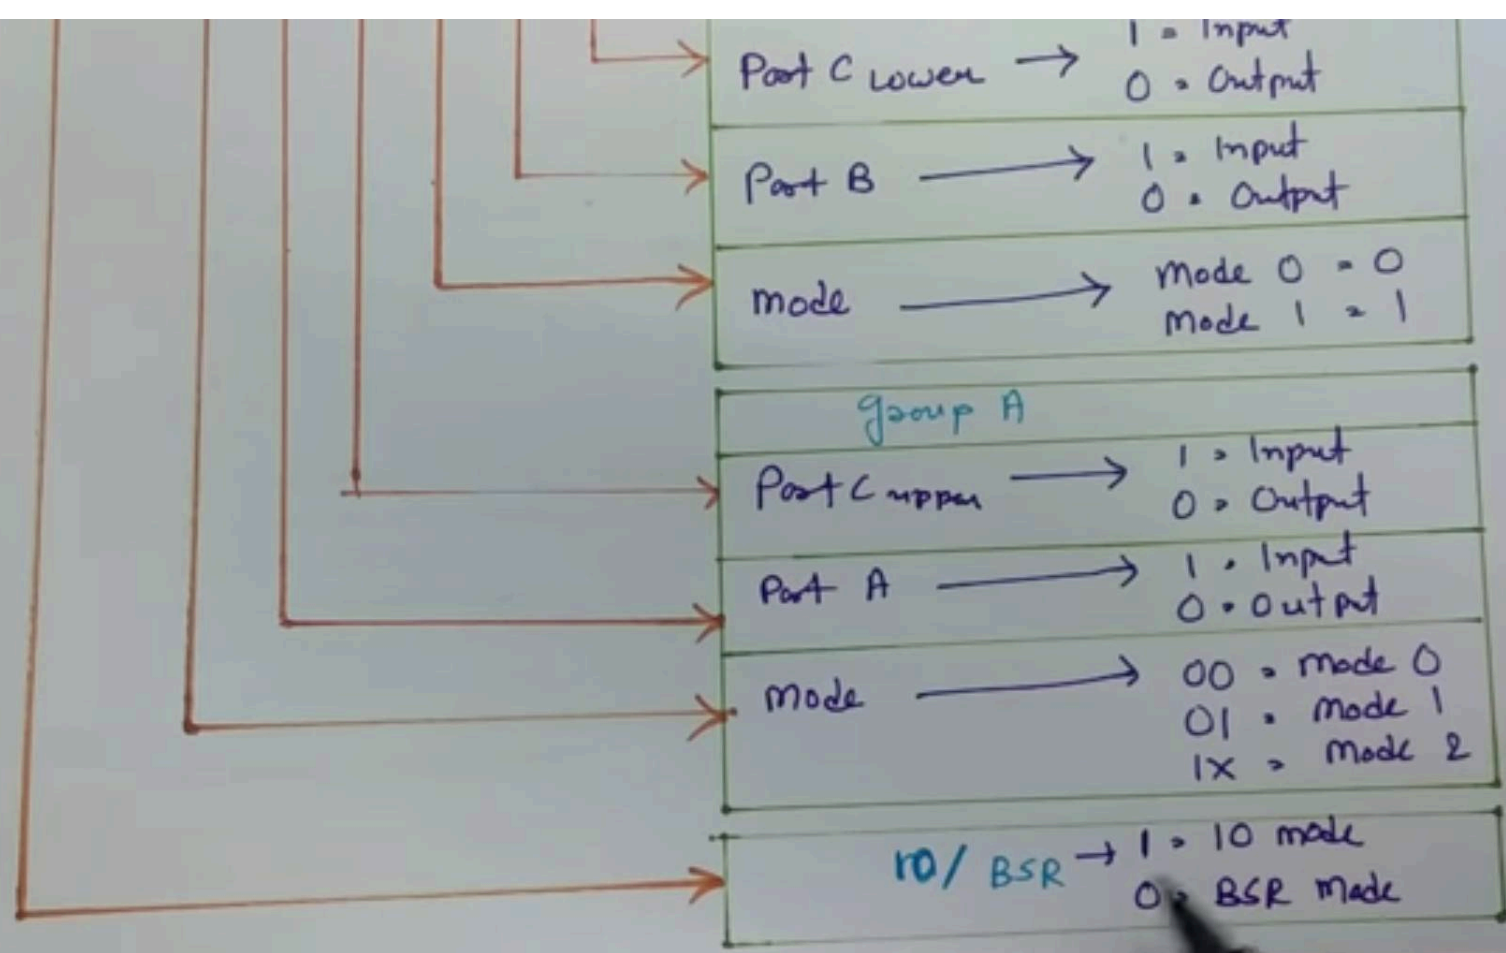 1 = Input
Port C Lower → 0 = Output
Port B → 1 = Input
0 = Output
mode → Mode 0 = 0
Mode 1 = 1
Group A
Port C upper → 1 = Input
0 = Output
Port A → 1 = Input
0 = Output
Mode → 00 = Mode 0
01 = Mode 1
1X = Mode 2
IO/ BSR → 1 = IO mode
0 = BSR Mode